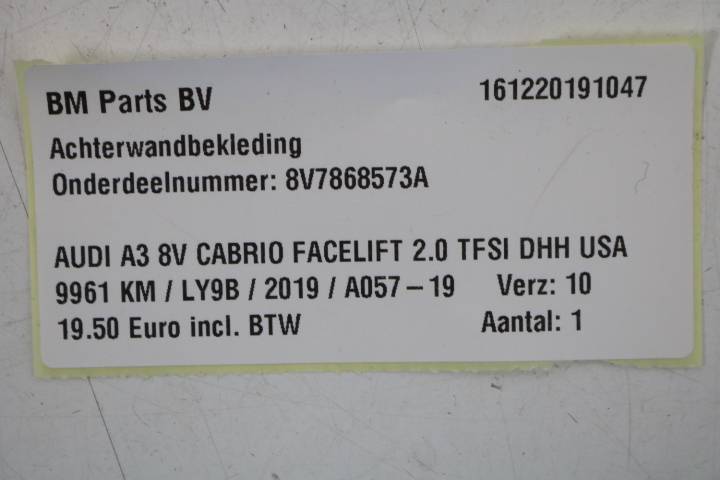 BM Parts BV 161220191047
Achterwandbekleding
Onderdeelnummer: 8V7868573A
AUDI A3 8V CABRIO FACELIFT 2.0 TFSI DHH USA
9961 KM / LY9B / 2019 / A057-19 Verz: 10
19.50 Euro incl. BTW Aantal: 1